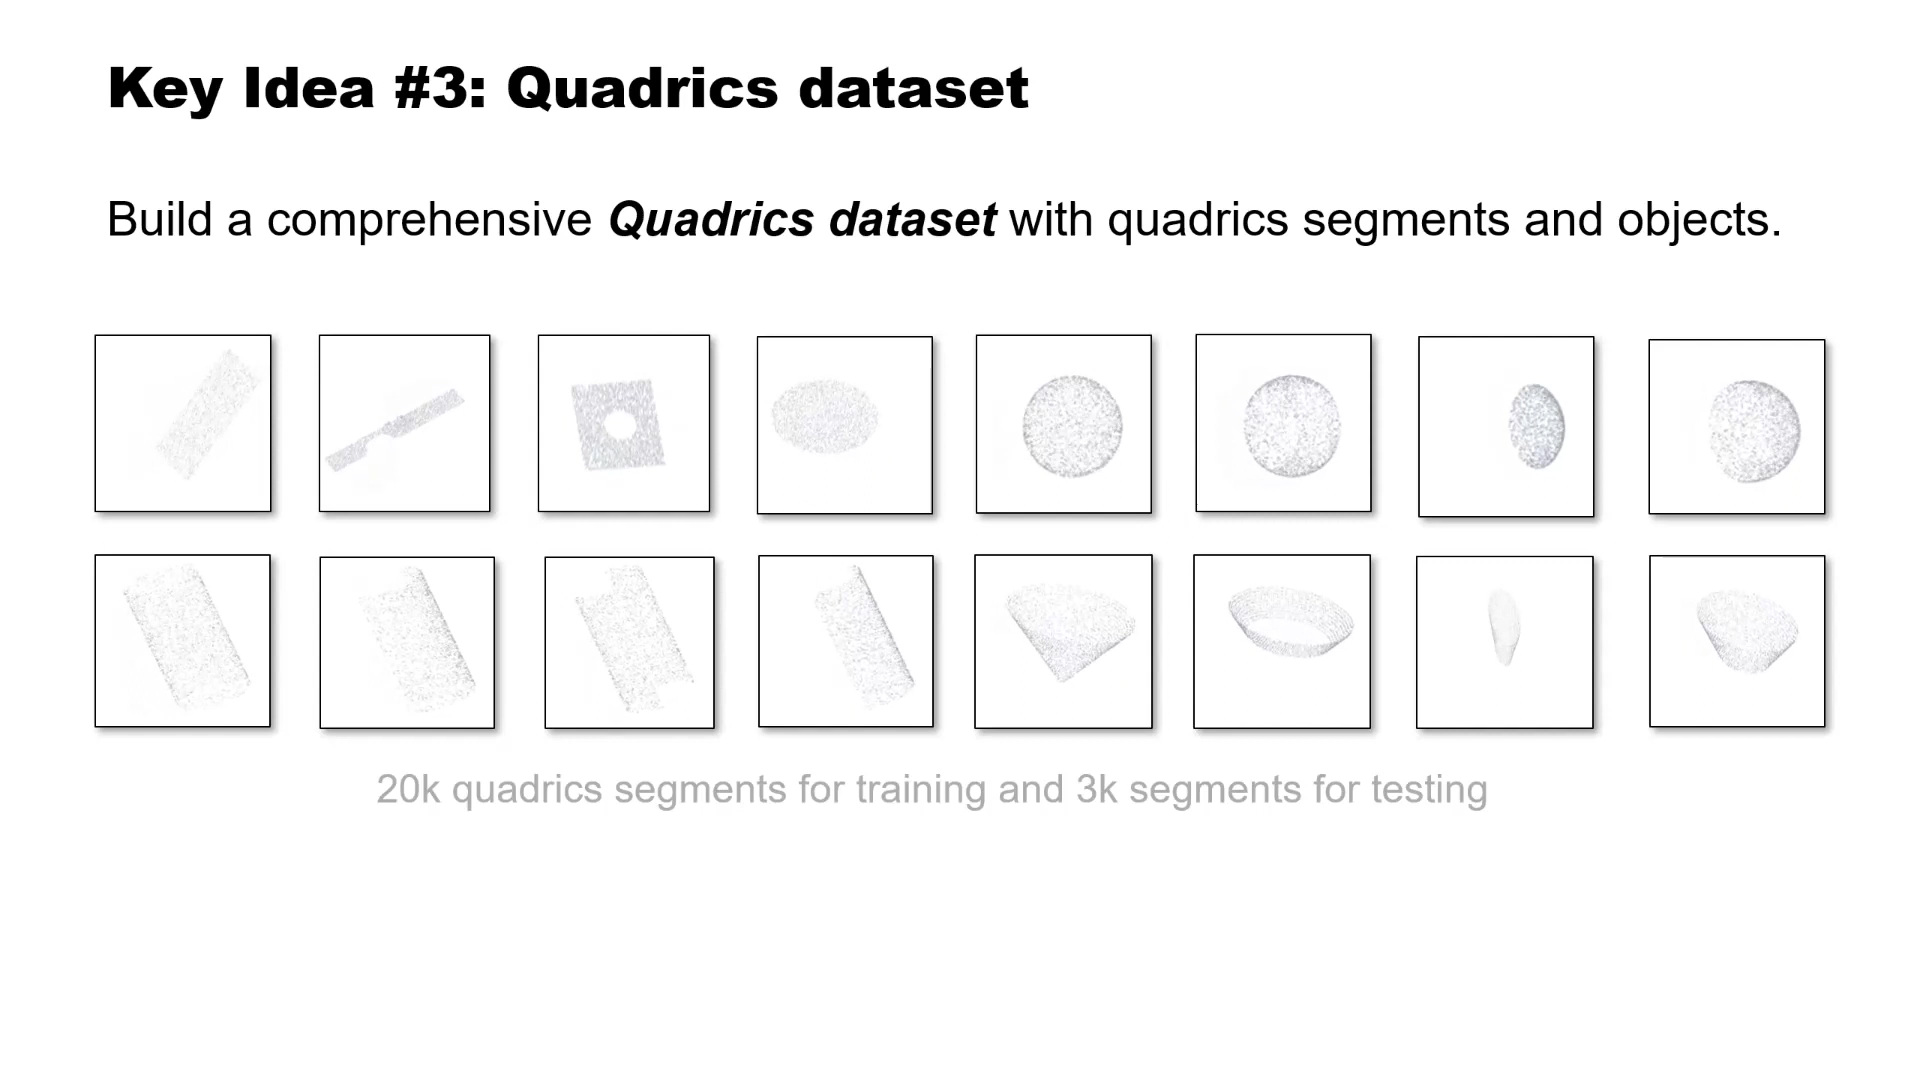 Key Idea #3: Quadrics dataset
Build a comprehensive Quadrics dataset with quadrics segments and objects.
20k quadrics segments for training and 3k segments for testing